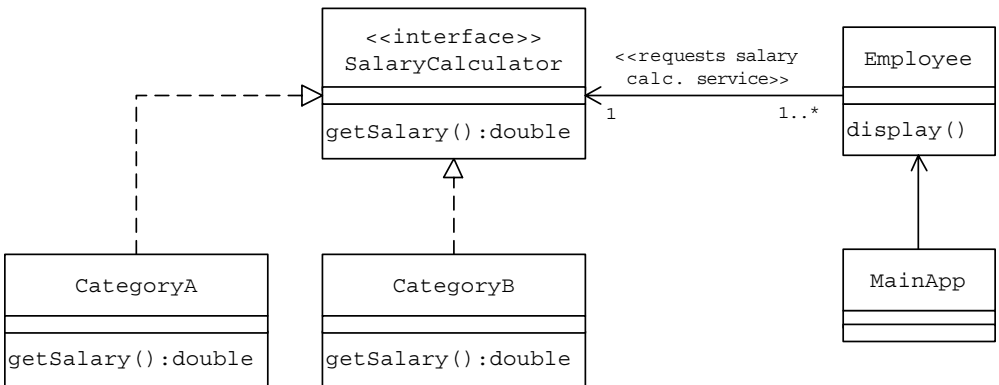 <<interface>>
SalaryCalculator
getSalary():double
<<requests salary
calc. service>>
1
1..*
Employee
display()
CategoryA
getSalary():double
CategoryB
getSalary():double
MainApp